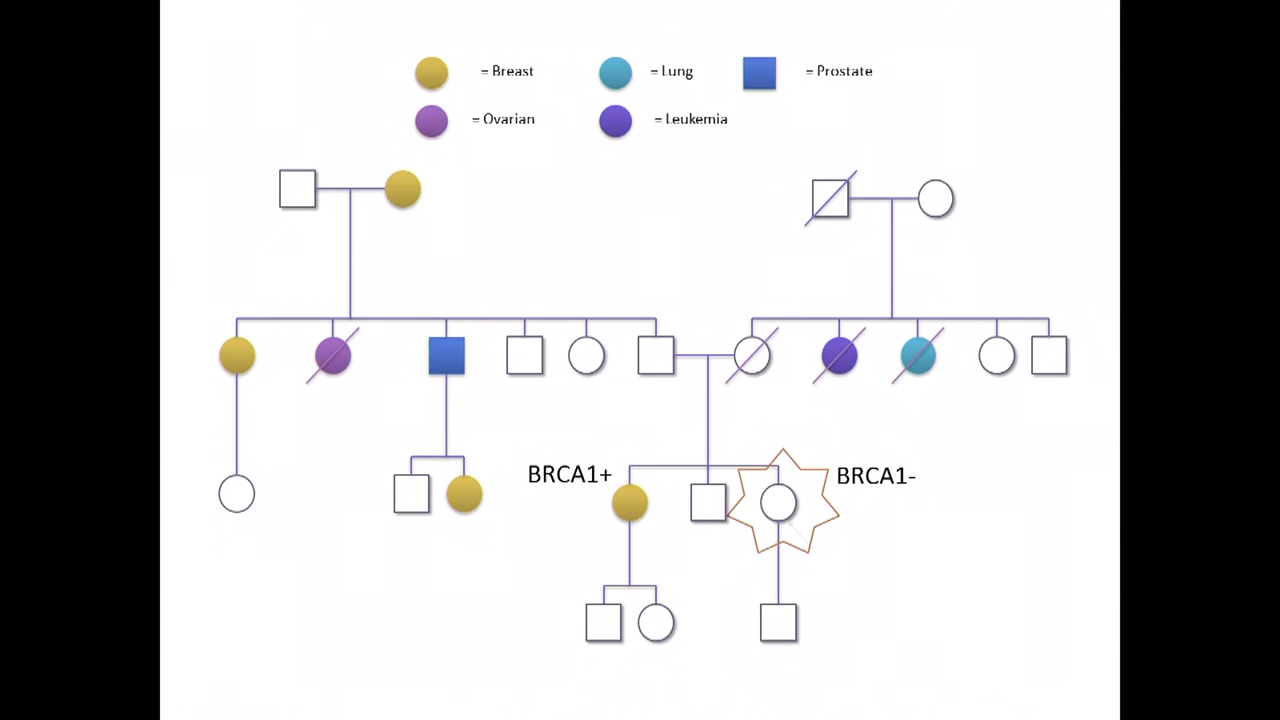 = Breast
= Lung
= Prostate
= Ovarian
= Leukemia
BRCA1+
BRCA1-